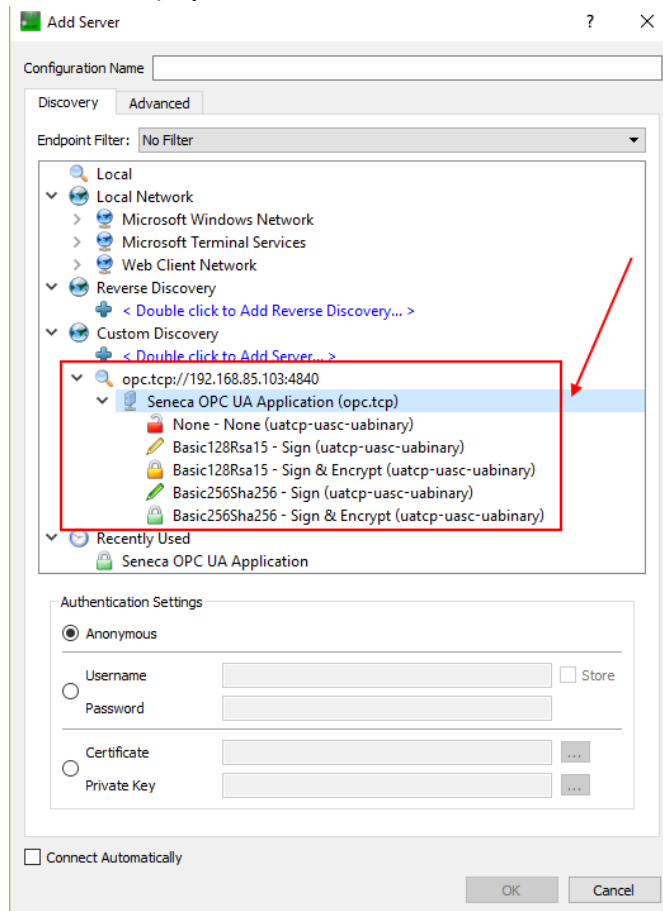 Add Server
?
Configuration Name
Discovery Advanced
Endpoint Filter: No Filter
Local
Local Network
Microsoft Windows Network
Microsoft Terminal Services
Web Client Network
Reverse Discovery
< Double click to Add Reverse Discovery... >
Custom Discovery
< Double click to Add Server... >
opc.tcp://192.168.85.103:4840
Seneca OPC UA Application (opc.tcp)
None - None (uatcp-uasc-uabinary)
Basic128Rsa15 - Sign (uatcp-uasc-uabinary)
Basic128Rsa15 - Sign & Encrypt (uatcp-uasc-uabinary)
Basic256Sha256 - Sign (uatcp-uasc-uabinary)
Basic256Sha256 - Sign & Encrypt (uatcp-uasc-uabinary)
Recently Used
Seneca OPC UA Application
Authentication Settings
Anonymous
Username Store
Password
Certificate ...
Private Key ...
Connect Automatically
OK Cancel